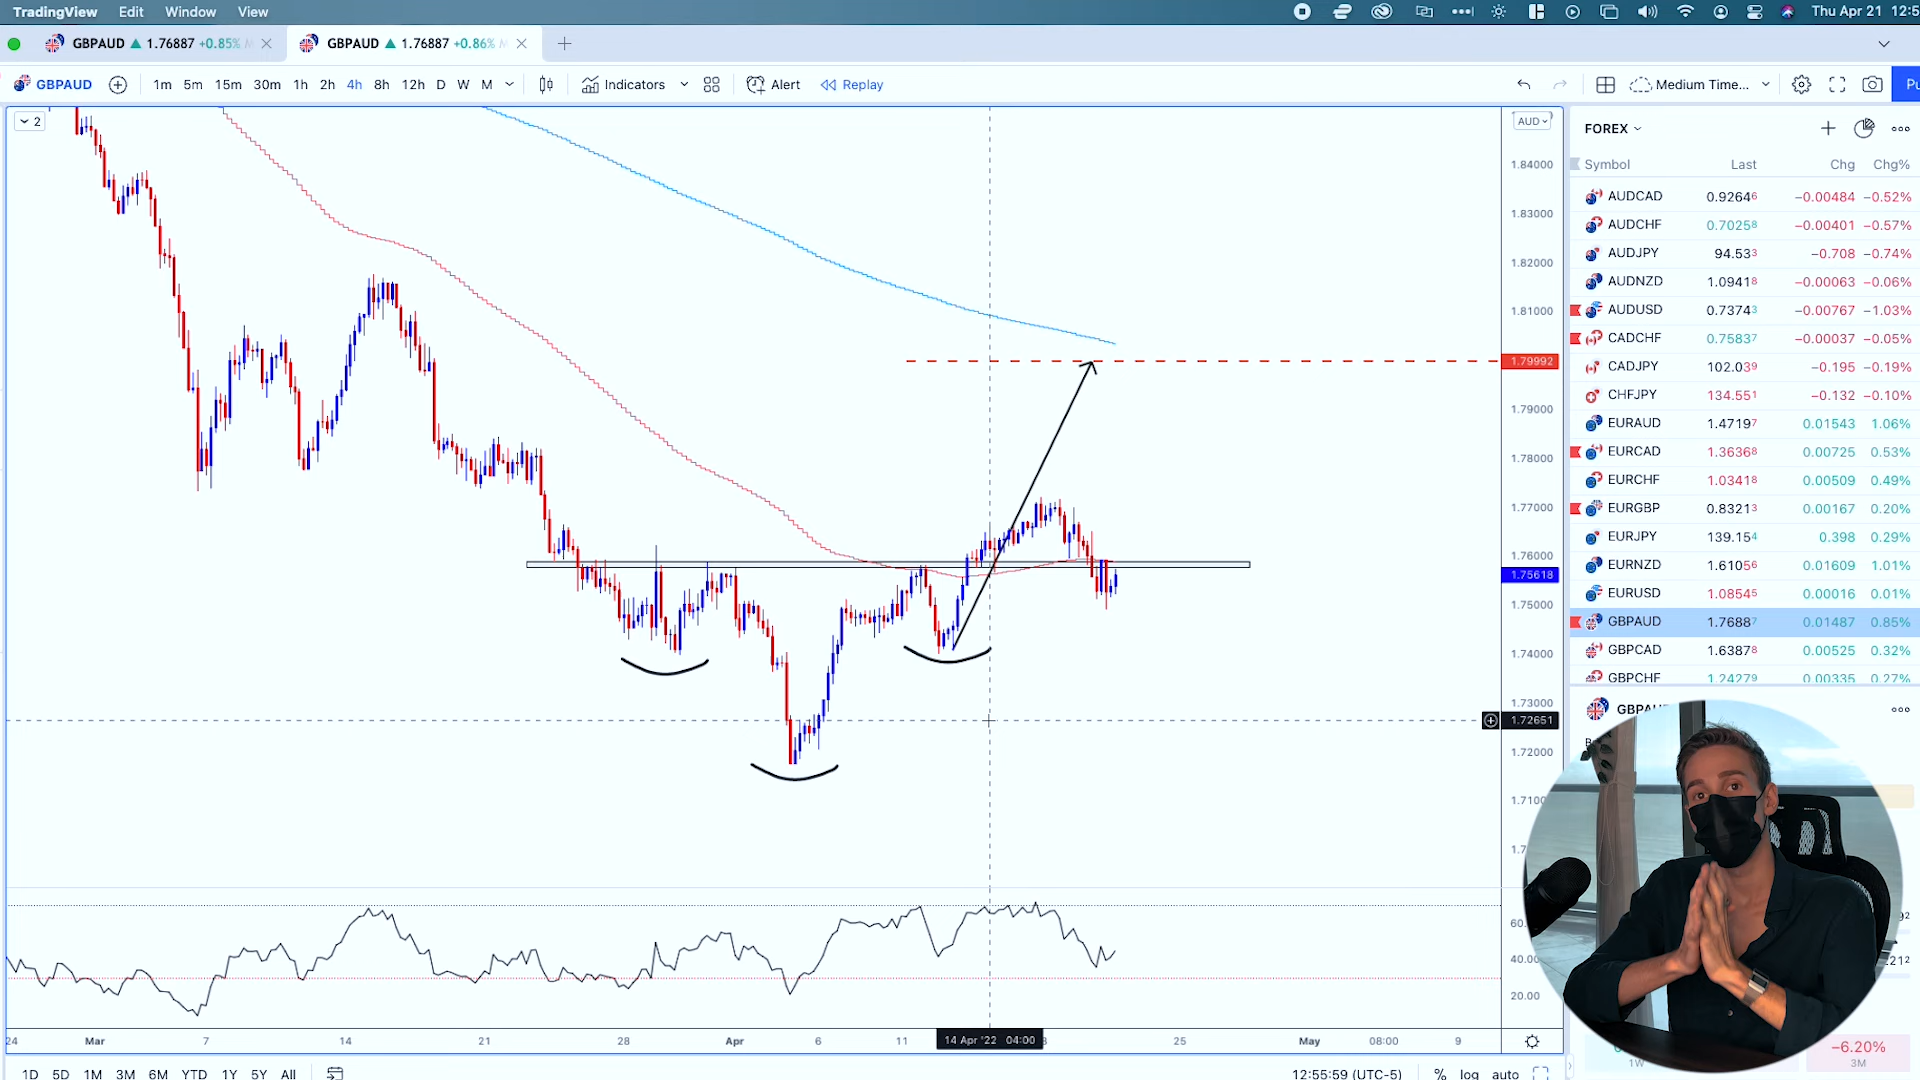 TradingView Edit Window View Thu Apr 21
GBPAUD ▲ 1.76887 +0.85%
GBPAUD ▲ 1.76887 +0.86%
GBPAUD 1m 5m 15m 30m 1h 2h 4h 8h 12h D W M Indicators Alert Replay Medium Time...
2
AUD
1.84000
1.83000
1.82000
1.81000
1.79992
1.79000
1.78000
1.77000
1.76000
1.75618
1.75000
1.74000
1.73000
1.72651
1.72000
20.00
24 Mar 7 14 21 28 Apr 6 11 14 Apr '22 04:00 25 May 08:00 9
1D 5D 1M 3M 6M YTD 1Y 5Y All 12:55:59 (UTC-5) % log auto
FOREX
Symbol Last Chg Chg%
AUDCAD 0.92646 −0.00484 −0.52%
AUDCHF 0.70258 −0.00401 −0.57%
AUDJPY 94.533 −0.708 −0.74%
AUDNZD 1.09418 −0.00063 −0.06%
AUDUSD 0.73743 −0.00767 −1.03%
CADCHF 0.75837 −0.00037 −0.05%
CADJPY 102.039 −0.195 −0.19%
CHFJPY 134.551 −0.132 −0.10%
EURAUD 1.47197 0.01543 1.06%
EURCAD 1.36368 0.00725 0.53%
EURCHF 1.03418 0.00509 0.49%
EURGBP 0.83213 0.00167 0.20%
EURJPY 139.154 0.398 0.29%
EURNZD 1.61056 0.01609 1.01%
EURUSD 1.08545 0.00016 0.01%
GBPAUD 1.76887 0.01487 0.85%
GBPCAD 1.63878 0.00525 0.32%
GBPCHF 1.24279 0.00335 0.27%
−6.20%
1W 3M